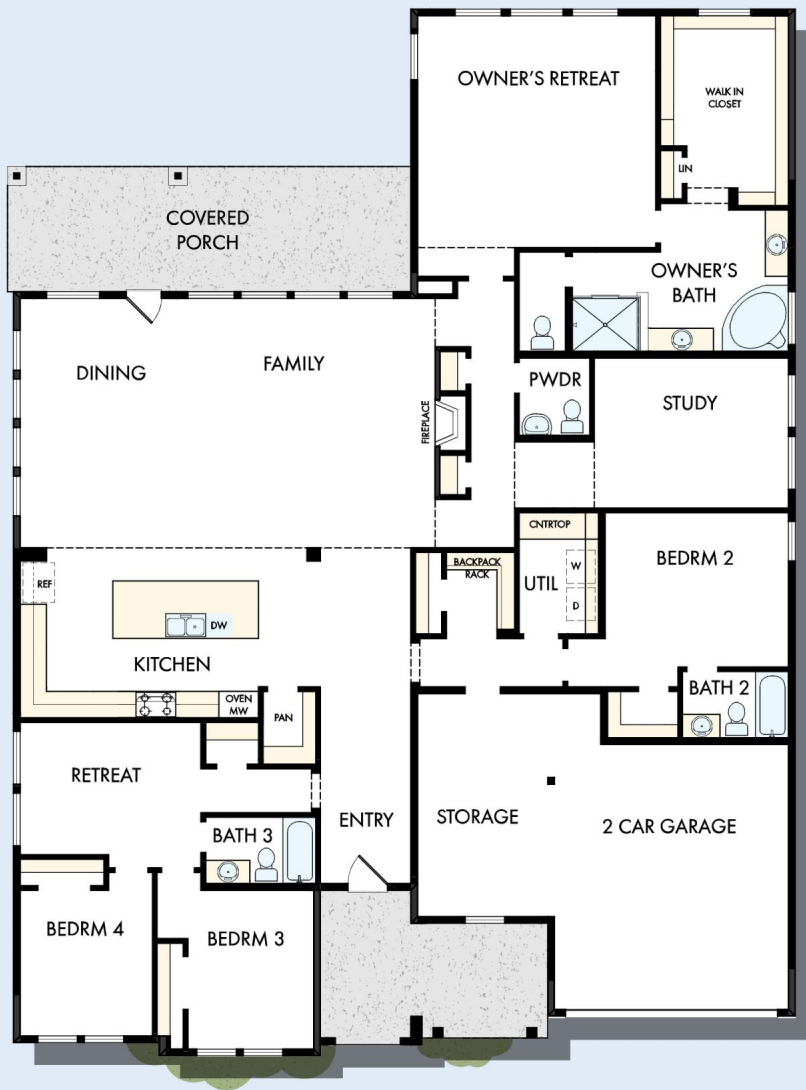 OWNER'S RETREAT
WALK IN
CLOSET
LIN
COVERED
PORCH
OWNER'S
BATH
DINING
FAMILY
FIREPLACE
PWDR
STUDY
CNTRTOP
BACKPACK
RACK
UTIL
W
D
BEDRM 2
REF
DW
KITCHEN
OVEN
MW
PAN
BATH 2
RETREAT
BATH 3
ENTRY
STORAGE
2 CAR GARAGE
BEDRM 4
BEDRM 3